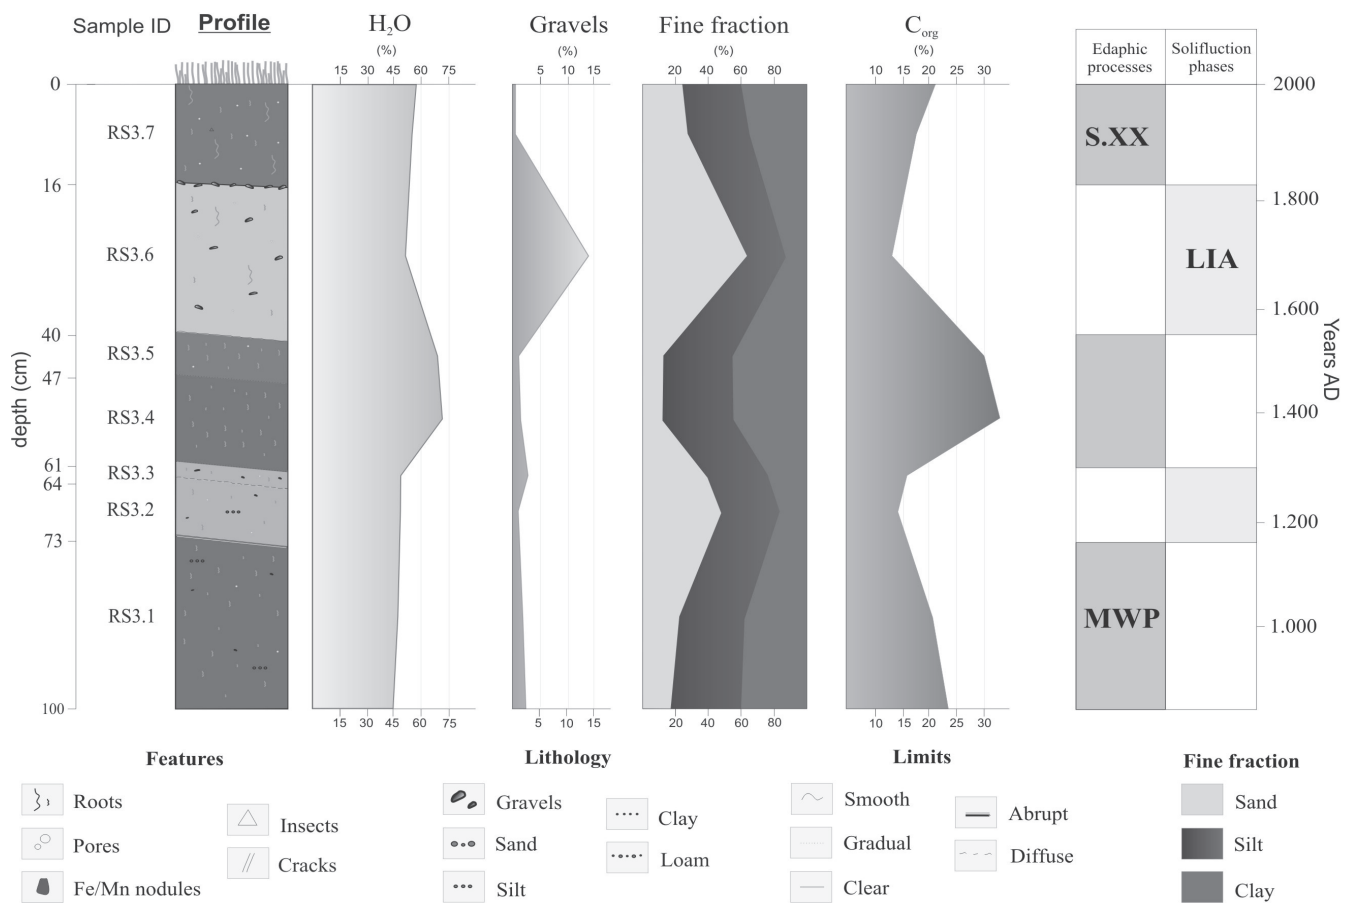 Sample ID
Profile
H₂O
(%)
Gravels
(%)
Fine fraction
(%)
C_org
(%)
Edaphic
processes
Solifluction
phases
15 30 45 60 75
5 10 15
20 40 60 80
10 15 20 25 30
0
16
40
47
61
64
73
100
depth (cm)
RS3.7
RS3.6
RS3.5
RS3.4
RS3.3
RS3.2
RS3.1
S.XX
LIA
MWP
2000
1.800
1.600
1.400
1.200
1.000
Years AD
15 30 45 60 75
5 10 15
20 40 60 80
10 15 20 25 30
Features
Roots
Pores
Fe/Mn nodules
Insects
Cracks
Lithology
Gravels
Sand
Silt
Clay
Loam
Limits
Smooth
Gradual
Clear
Abrupt
Diffuse
Fine fraction
Sand
Silt
Clay